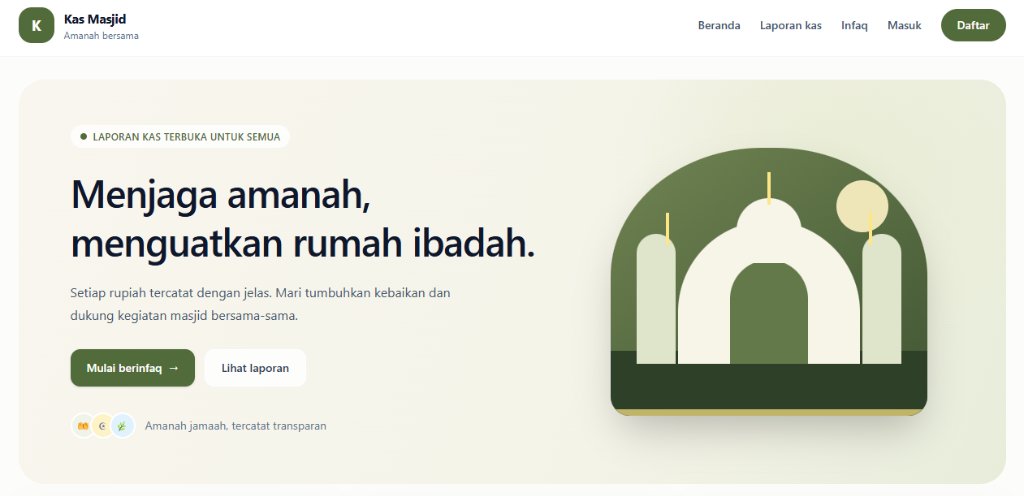 K
Kas Masjid
Amanah bersama
Beranda
Laporan kas
Infaq
Masuk
Daftar
LAPORAN KAS TERBUKA UNTUK SEMUA
Menjaga amanah,
menguatkan rumah ibadah.
Setiap rupiah tercatat dengan jelas. Mari tumbuhkan kebaikan dan
dukung kegiatan masjid bersama-sama.
Mulai berinfaq →
Lihat laporan
Amanah jamaah, tercatat transparan